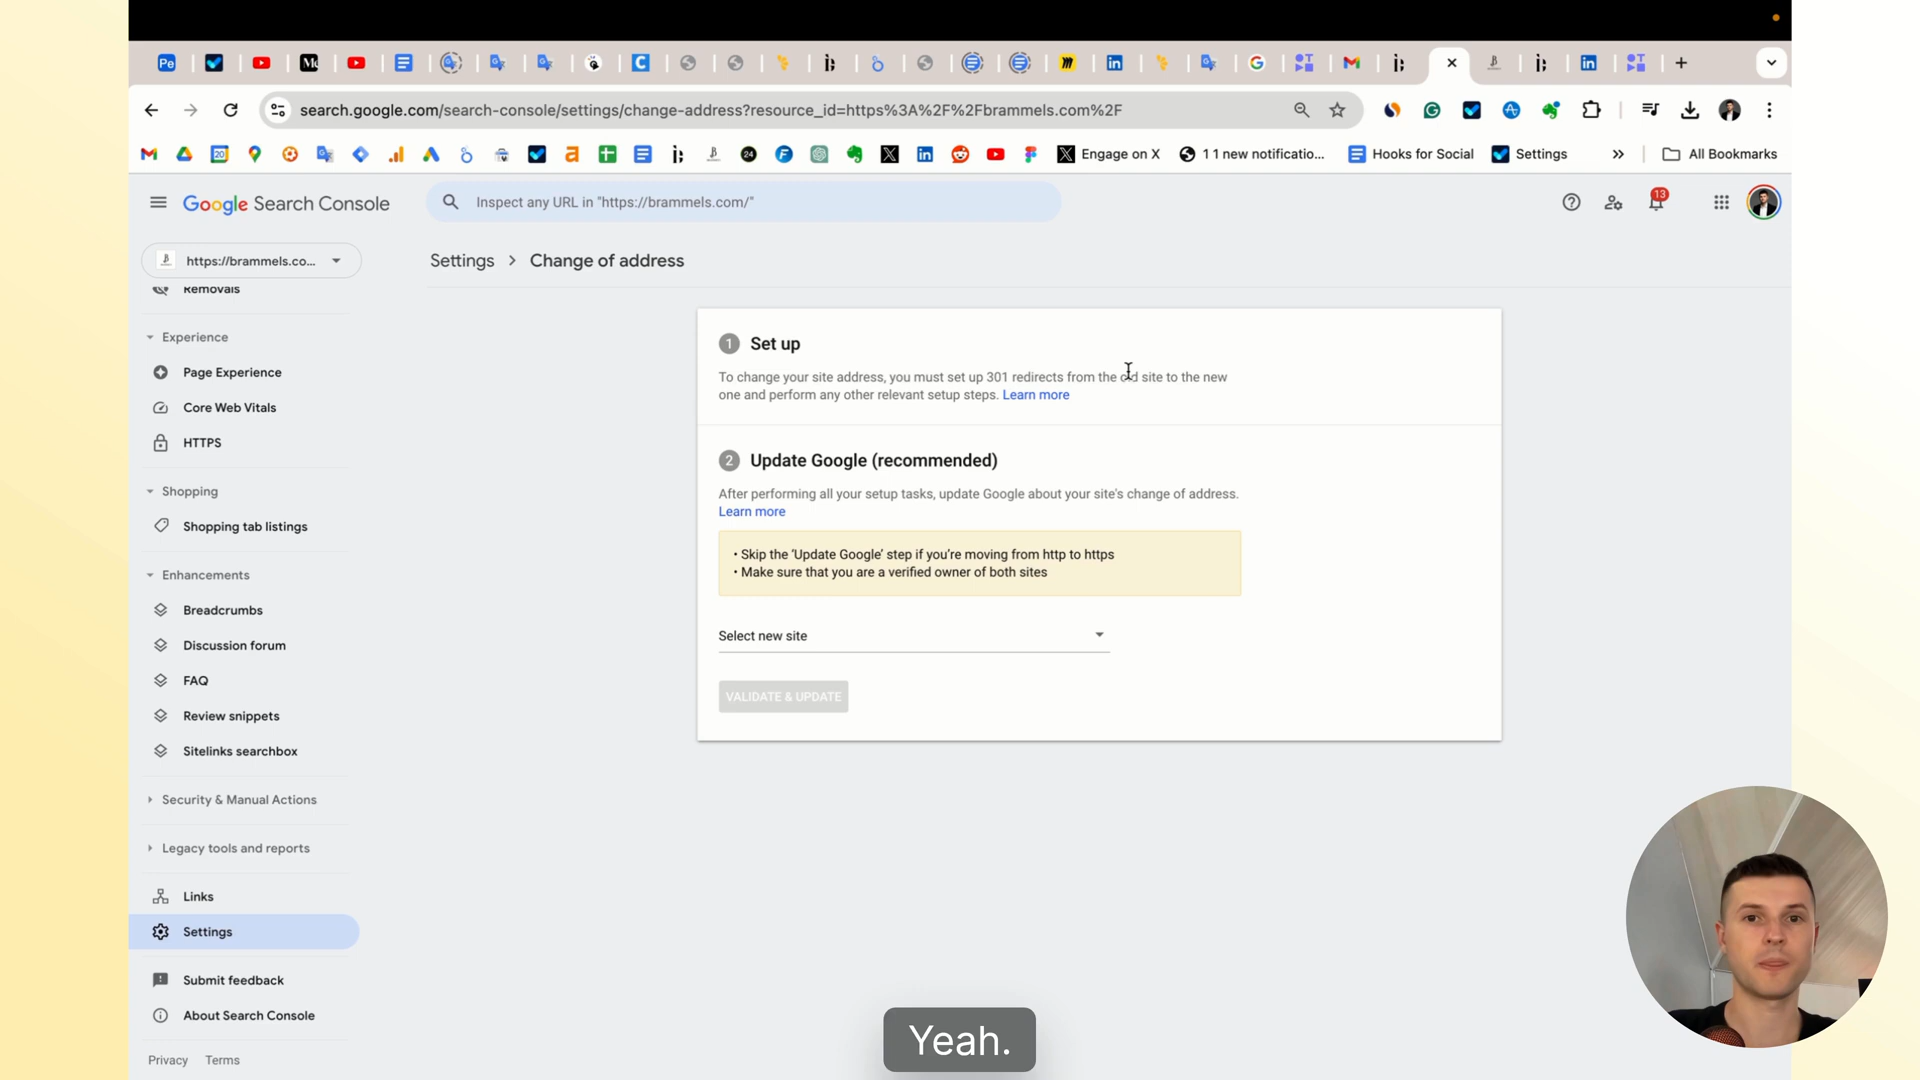 search.google.com/search-console/settings/change-address?resource_id=https%3A%2F%2Fbrammels.com%2F
Engage on X
1 1 new notificatio...
Hooks for Social
Settings
All Bookmarks
Google Search Console
Inspect any URL in "https://brammels.com/"
13
https://brammels.co...
Settings > Change of address
Removals
Experience
Page Experience
Core Web Vitals
HTTPS
Shopping
Shopping tab listings
Enhancements
Breadcrumbs
Discussion forum
FAQ
Review snippets
Sitelinks searchbox
Security & Manual Actions
Legacy tools and reports
Links
Settings
Submit feedback
About Search Console
Privacy Terms
1 Set up
To change your site address, you must set up 301 redirects from the old site to the new
one and perform any other relevant setup steps. Learn more
2 Update Google (recommended)
After performing all your setup tasks, update Google about your site's change of address.
Learn more
• Skip the ‘Update Google’ step if you’re moving from http to https
• Make sure that you are a verified owner of both sites
Select new site
VALIDATE & UPDATE
Yeah.